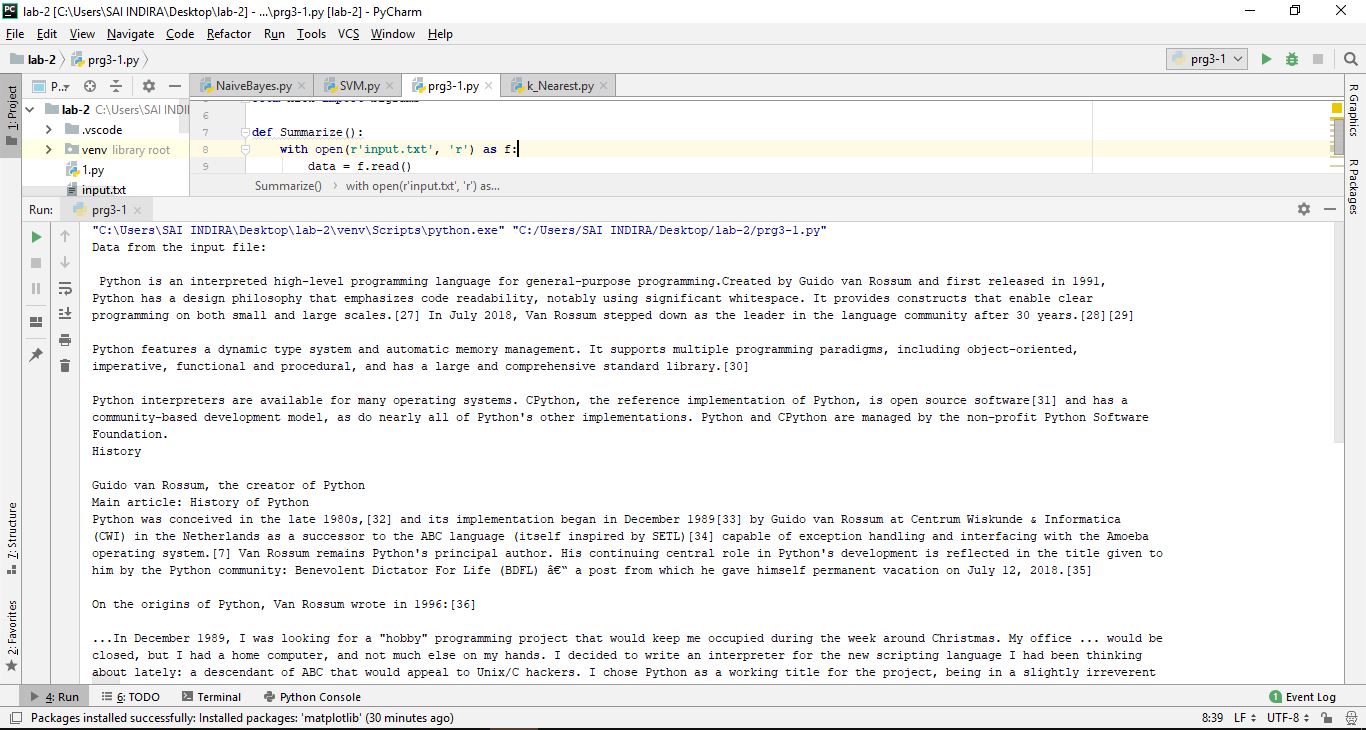 lab-2 [C:\Users\SAI INDIRA\Desktop\lab-2] - ...\prg3-1.py [lab-2] - PyCharm
File Edit View Navigate Code Refactor Run Tools VCS Window Help
lab-2 prg3-1.py prg3-1
1: Project P.. NaiveBayes.py SVM.py prg3-1.py k_Nearest.py
lab-2 C:\Users\SAI INDI
.vscode
venv library root
1.py
input.txt
6
7 def Summarize():
8 with open(r'input.txt', 'r') as f:
9 data = f.read()
Summarize() with open(r'input.txt', 'r') as...
R Graphics
R Packages
Run: prg3-1
"C:\Users\SAI INDIRA\Desktop\lab-2\venv\Scripts\python.exe" "C:/Users/SAI INDIRA/Desktop/lab-2/prg3-1.py"
Data from the input file:
Python is an interpreted high-level programming language for general-purpose programming.Created by Guido van Rossum and first released in 1991,
Python has a design philosophy that emphasizes code readability, notably using significant whitespace. It provides constructs that enable clear
programming on both small and large scales.[27] In July 2018, Van Rossum stepped down as the leader in the language community after 30 years.[28][29]
Python features a dynamic type system and automatic memory management. It supports multiple programming paradigms, including object-oriented,
imperative, functional and procedural, and has a large and comprehensive standard library.[30]
Python interpreters are available for many operating systems. CPython, the reference implementation of Python, is open source software[31] and has a
community-based development model, as do nearly all of Python's other implementations. Python and CPython are managed by the non-profit Python Software
Foundation.
History
Guido van Rossum, the creator of Python
Main article: History of Python
Python was conceived in the late 1980s,[32] and its implementation began in December 1989[33] by Guido van Rossum at Centrum Wiskunde & Informatica
(CWI) in the Netherlands as a successor to the ABC language (itself inspired by SETL)[34] capable of exception handling and interfacing with the Amoeba
operating system.[7] Van Rossum remains Python's principal author. His continuing central role in Python's development is reflected in the title given to
him by the Python community: Benevolent Dictator For Life (BDFL) â€“ a post from which he gave himself permanent vacation on July 12, 2018.[35]
On the origins of Python, Van Rossum wrote in 1996:[36]
...In December 1989, I was looking for a "hobby" programming project that would keep me occupied during the week around Christmas. My office ... would be
closed, but I had a home computer, and not much else on my hands. I decided to write an interpreter for the new scripting language I had been thinking
about lately: a descendant of ABC that would appeal to Unix/C hackers. I chose Python as a working title for the project, being in a slightly irreverent
Z: Structure
2: Favorites
4: Run 6: TODO Terminal Python Console 1 Event Log
Packages installed successfully: Installed packages: 'matplotlib' (30 minutes ago) 8:39 LF UTF-8